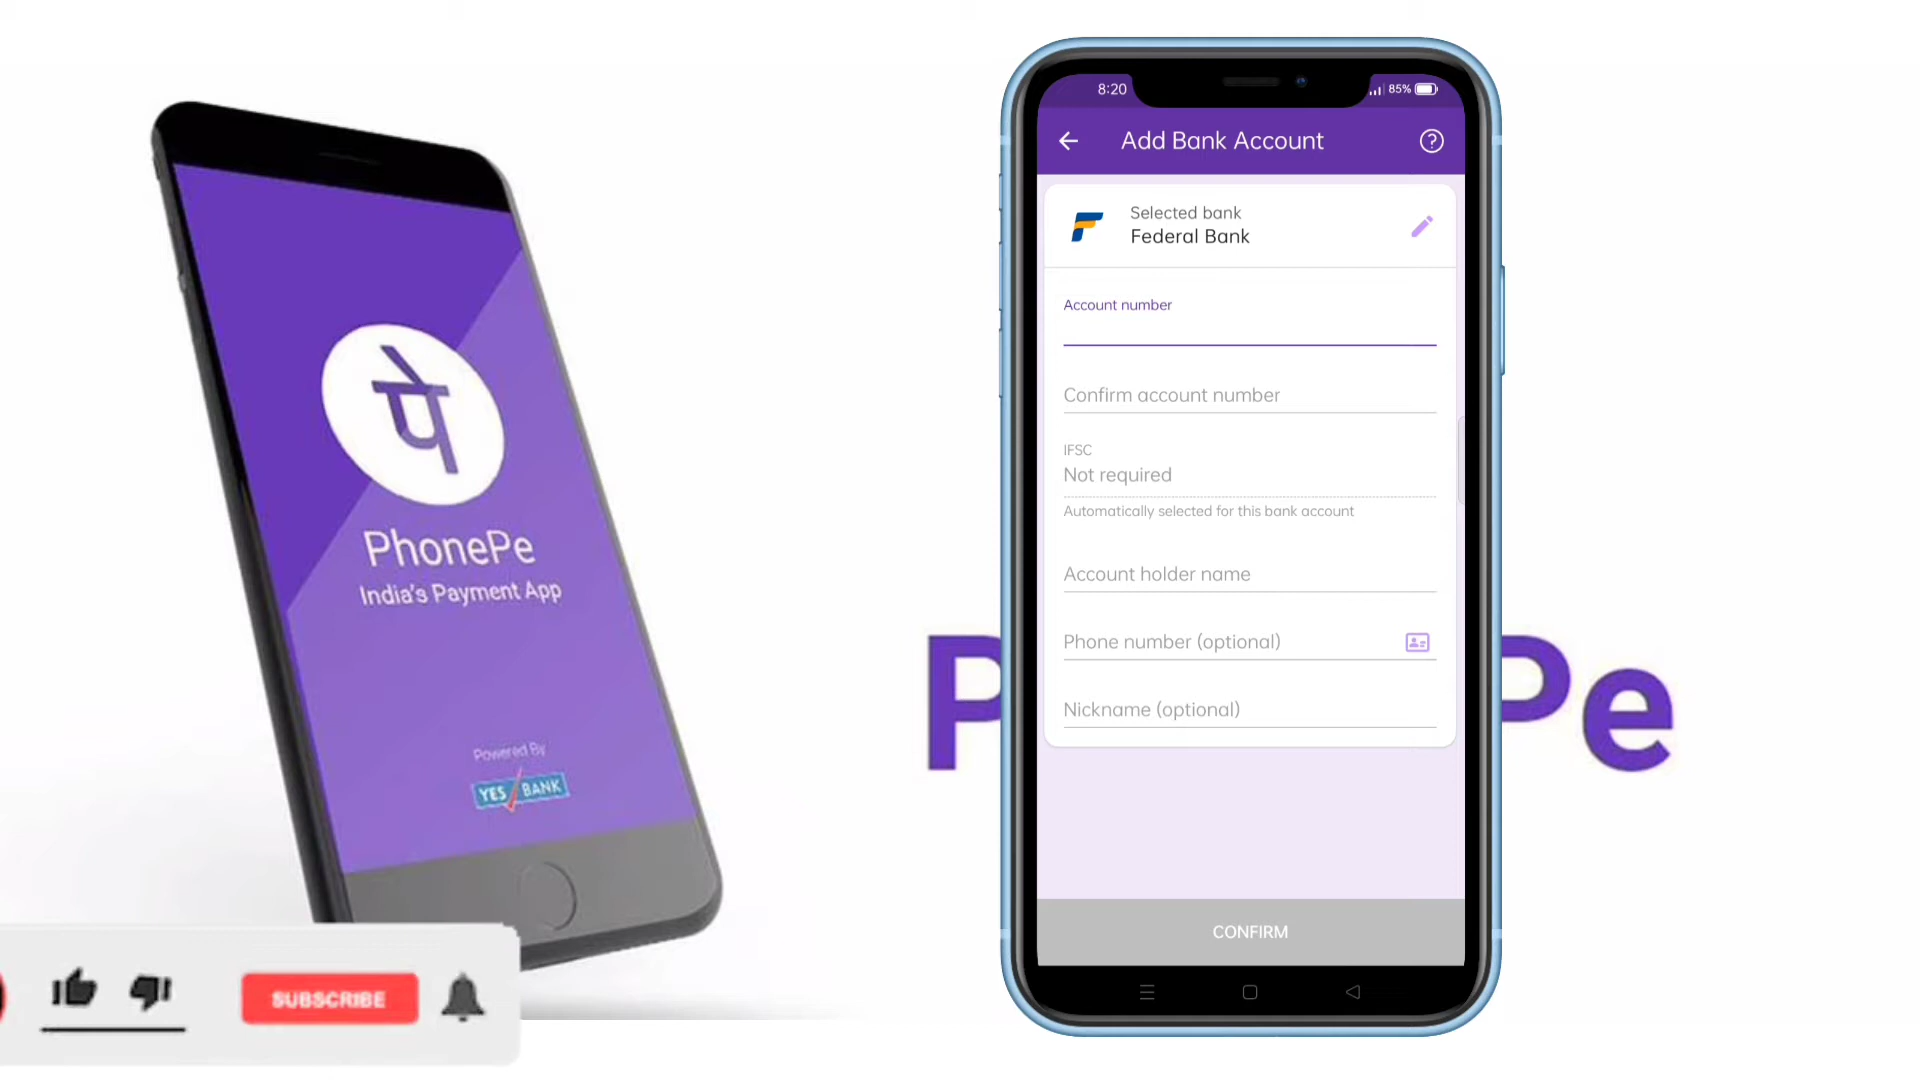 पे
PhonePe
India's Payment App
Powered By
YES BANK
SUBSCRIBE
8:20
85%
Add Bank Account
Selected bank
Federal Bank
Account number
Confirm account number
IFSC
Not required
Automatically selected for this bank account
Account holder name
Phone number (optional)
Nickname (optional)
CONFIRM
P Pe